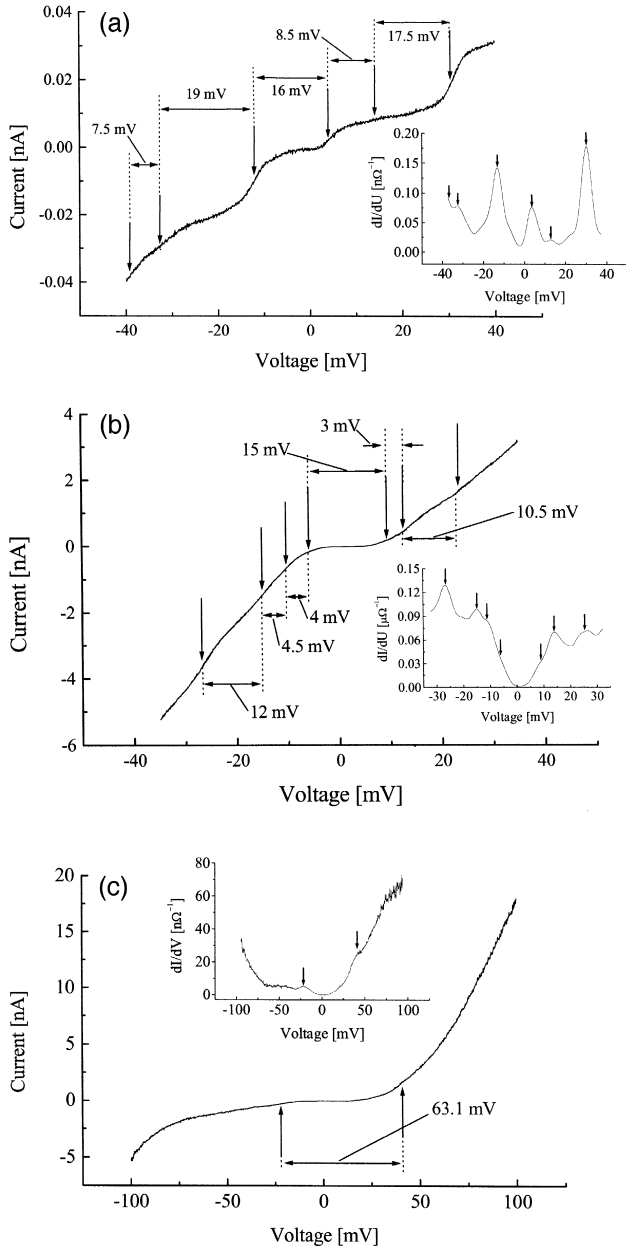 (a)
8.5 mV
17.5 mV
19 mV
16 mV
7.5 mV
0.04
0.02
0.00
-0.02
-0.04
Current [nA]
-40 -20 0 20 40
Voltage [mV]
0.20
0.15
0.10
0.05
0.00
dI/dU [nΩ⁻¹]
-40 -20 0 20 40
Voltage [mV]
(b)
3 mV
15 mV
10.5 mV
4 mV
4.5 mV
12 mV
4
2
0
-2
-4
-6
Current [nA]
-40 -20 0 20 40
Voltage [mV]
0.15
0.12
0.09
0.06
0.03
0.00
dI/dU [μΩ⁻¹]
-30 -20 -10 0 10 20 30
Voltage [mV]
(c)
20
15
10
5
0
-5
Current [nA]
80
60
40
20
0
dI/dV [nΩ⁻¹]
-100 -50 0 50 100
Voltage [mV]
63.1 mV
-100 -50 0 50 100
Voltage [mV]